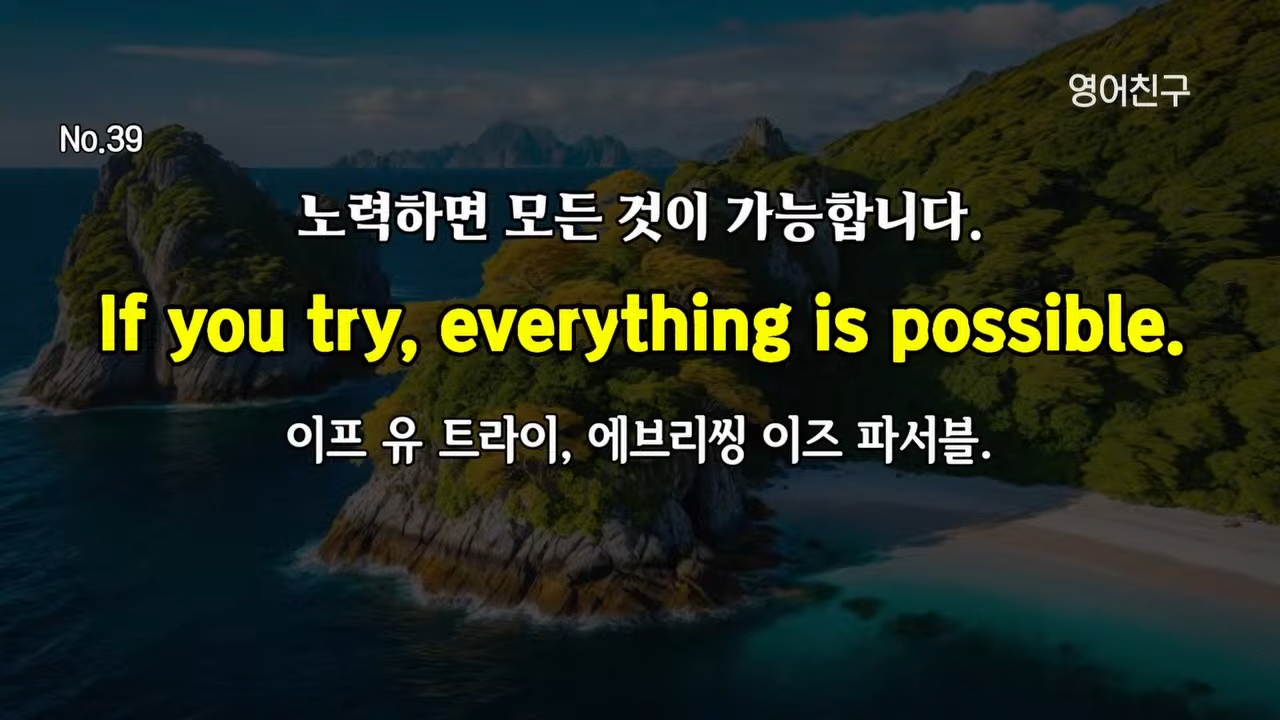 영어친구
No.39
노력하면 모든 것이 가능합니다.
If you try, everything is possible.
이프 유 트라이, 에브리씽 이즈 파서블.